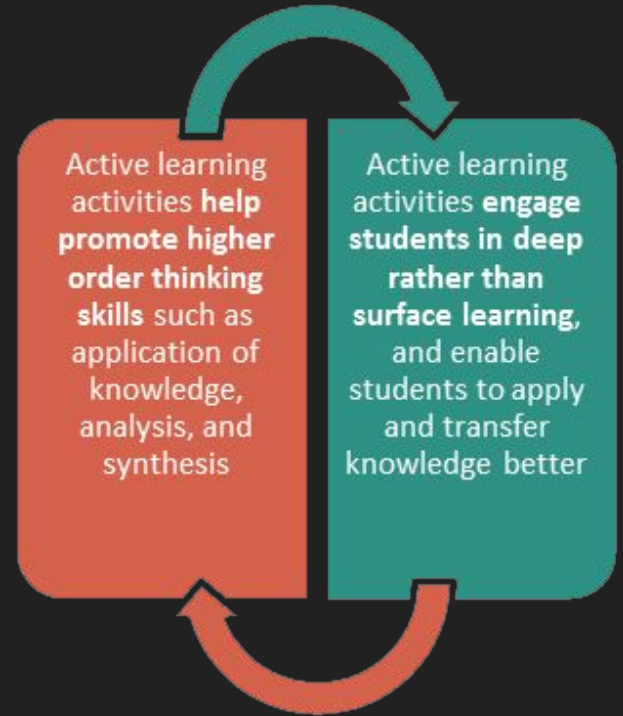 Active learning
activities help
promote higher
order thinking
skills such as
application of
knowledge,
analysis, and
synthesis
Active learning
activities engage
students in deep
rather than
surface learning,
and enable
students to apply
and transfer
knowledge better